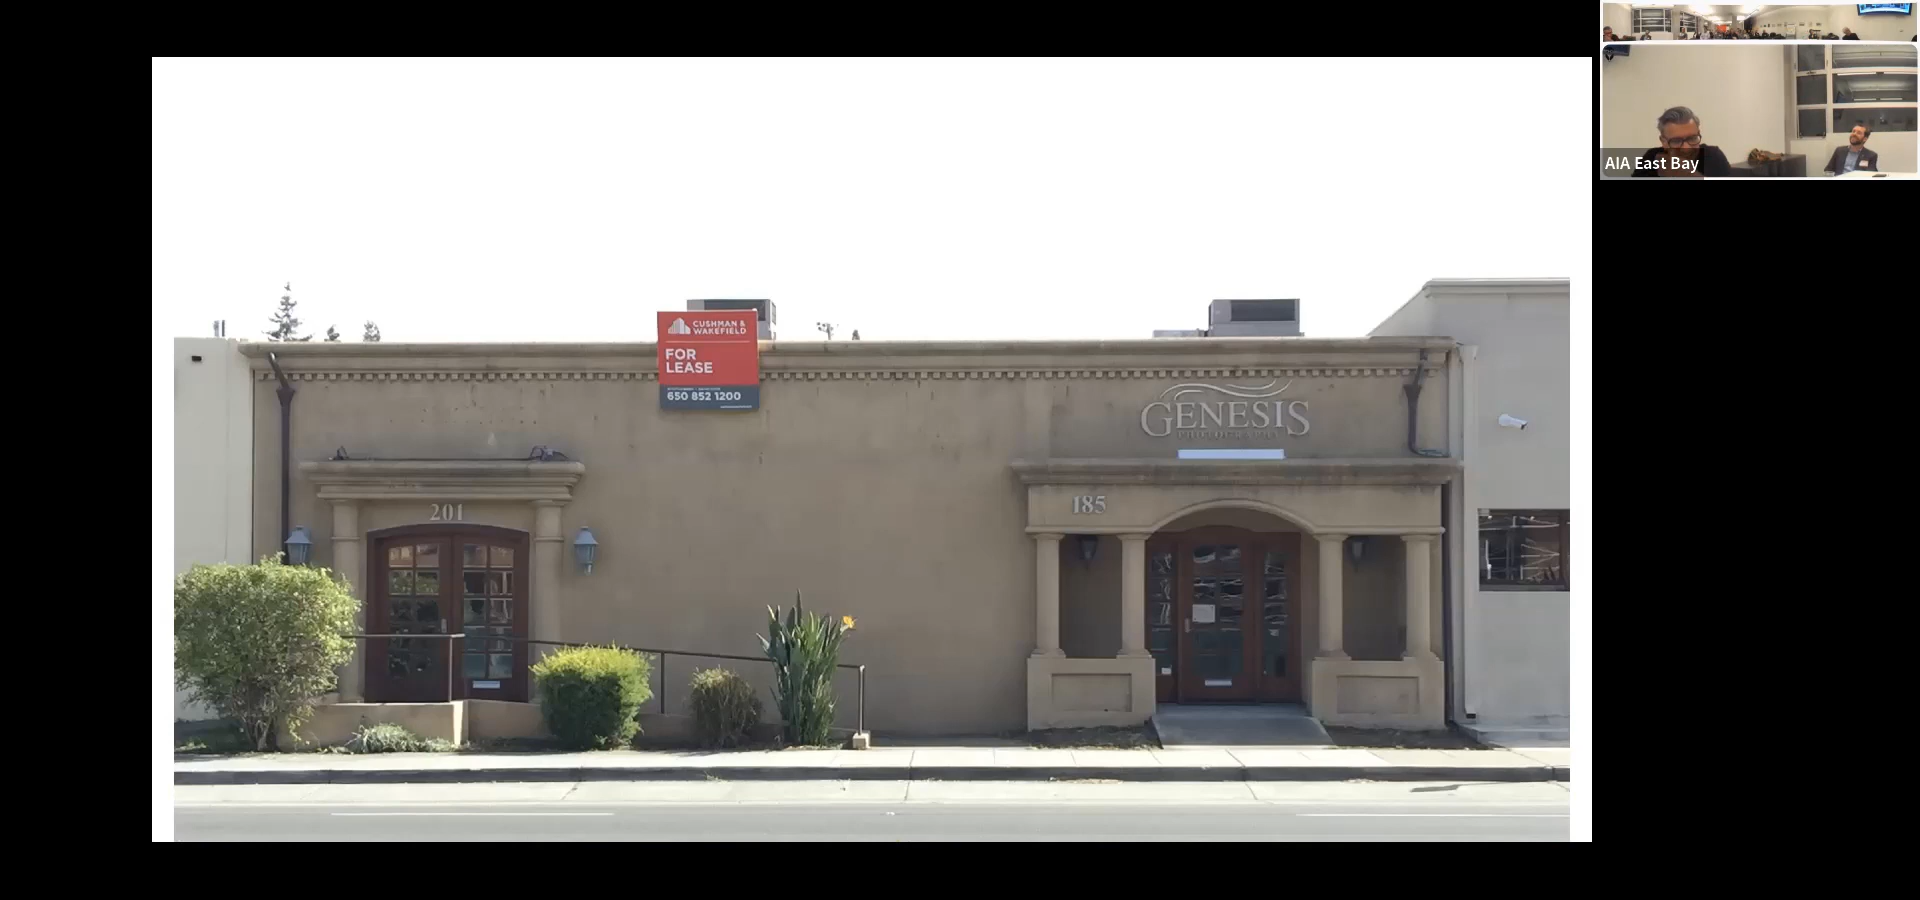 CUSHMAN &
WAKEFIELD
FOR
LEASE
650 852 1200
GENESIS
201
185
AIA East Bay